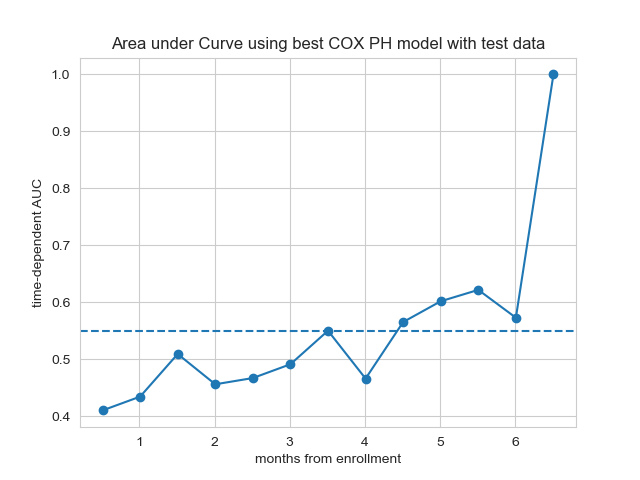 Area under Curve using best COX PH model with test data
1.0
0.9
0.8
0.7
0.6
0.5
0.4
time-dependent AUC
1 2 3 4 5 6
months from enrollment